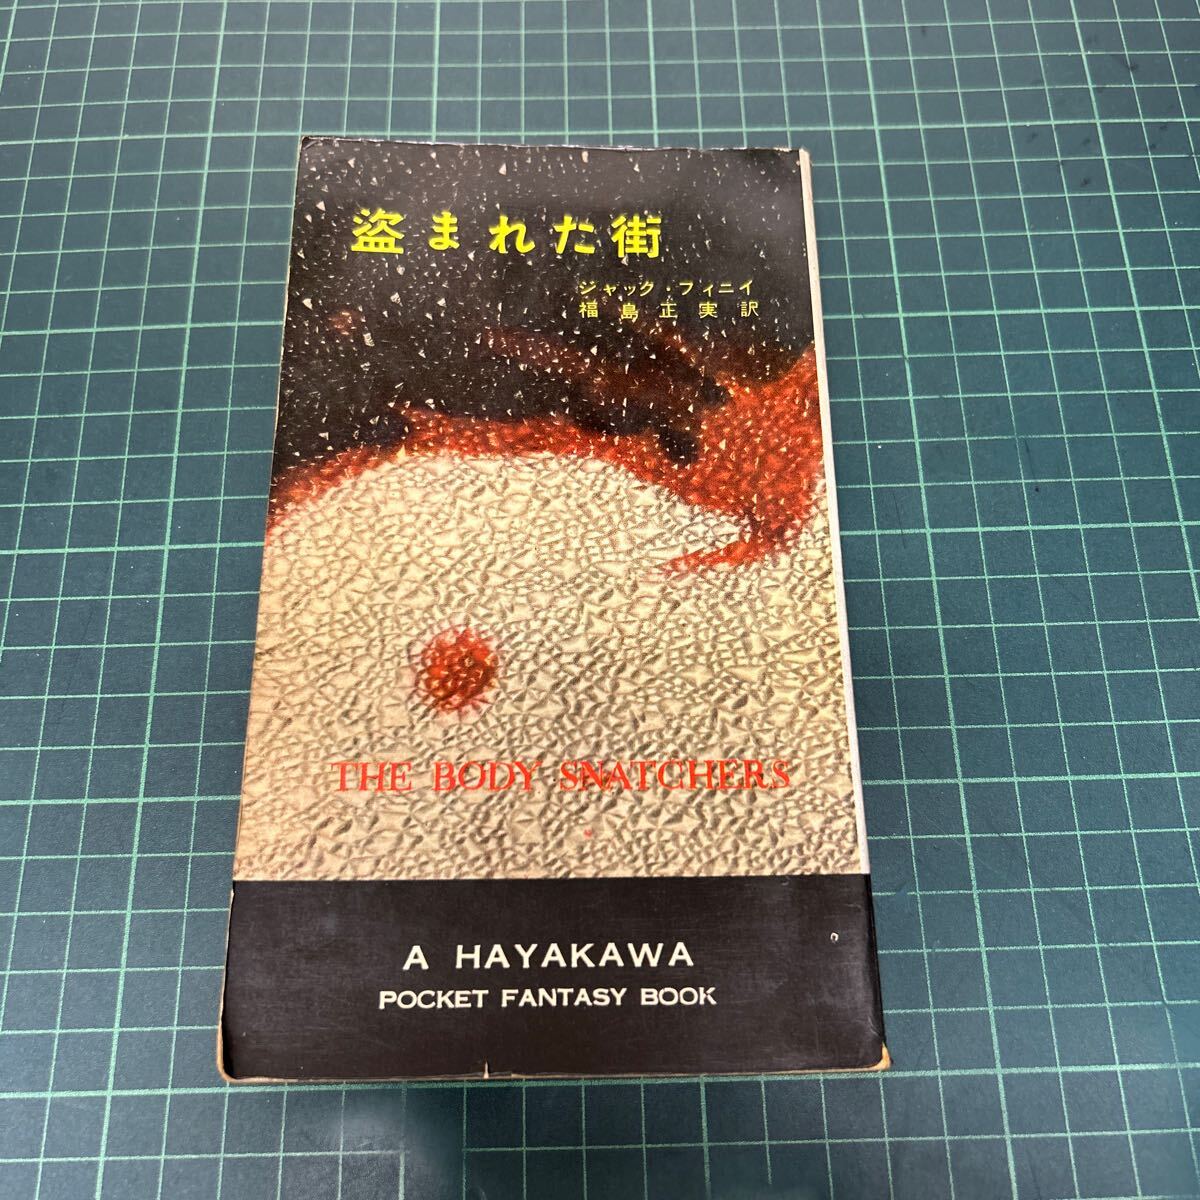 盗まれた街
ジャック・フィニイ
福島正実訳
THE BODY SNATCHERS
A HAYAKAWA
POCKET FANTASY BOOK